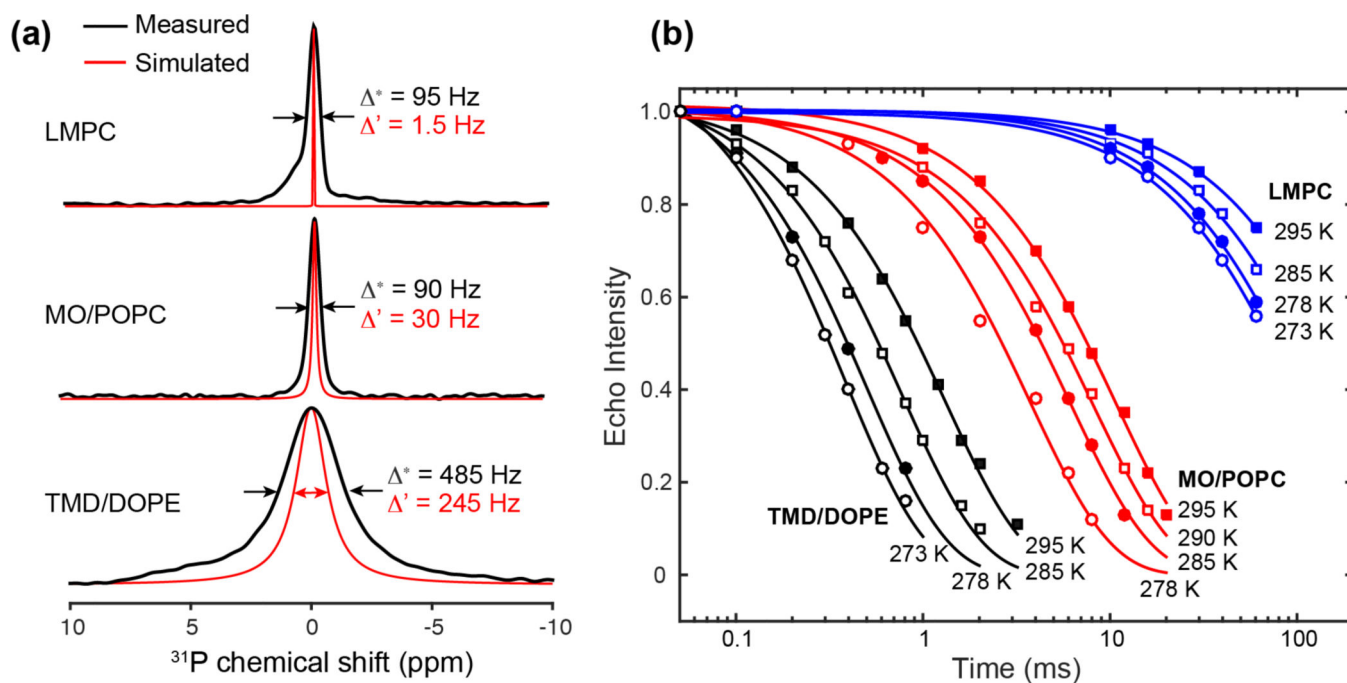 (a)
Measured
Simulated
LMPC
Δ* = 95 Hz
Δ' = 1.5 Hz
MO/POPC
Δ* = 90 Hz
Δ' = 30 Hz
TMD/DOPE
Δ* = 485 Hz
Δ' = 245 Hz
10 5 0 -5 -10
³¹P chemical shift (ppm)
(b)
Echo Intensity
1.0
0.8
0.6
0.4
0.2
0
LMPC
295 K
285 K
278 K
273 K
MO/POPC
295 K
290 K
285 K
278 K
TMD/DOPE
295 K
285 K
278 K
273 K
0.1 1 10 100
Time (ms)